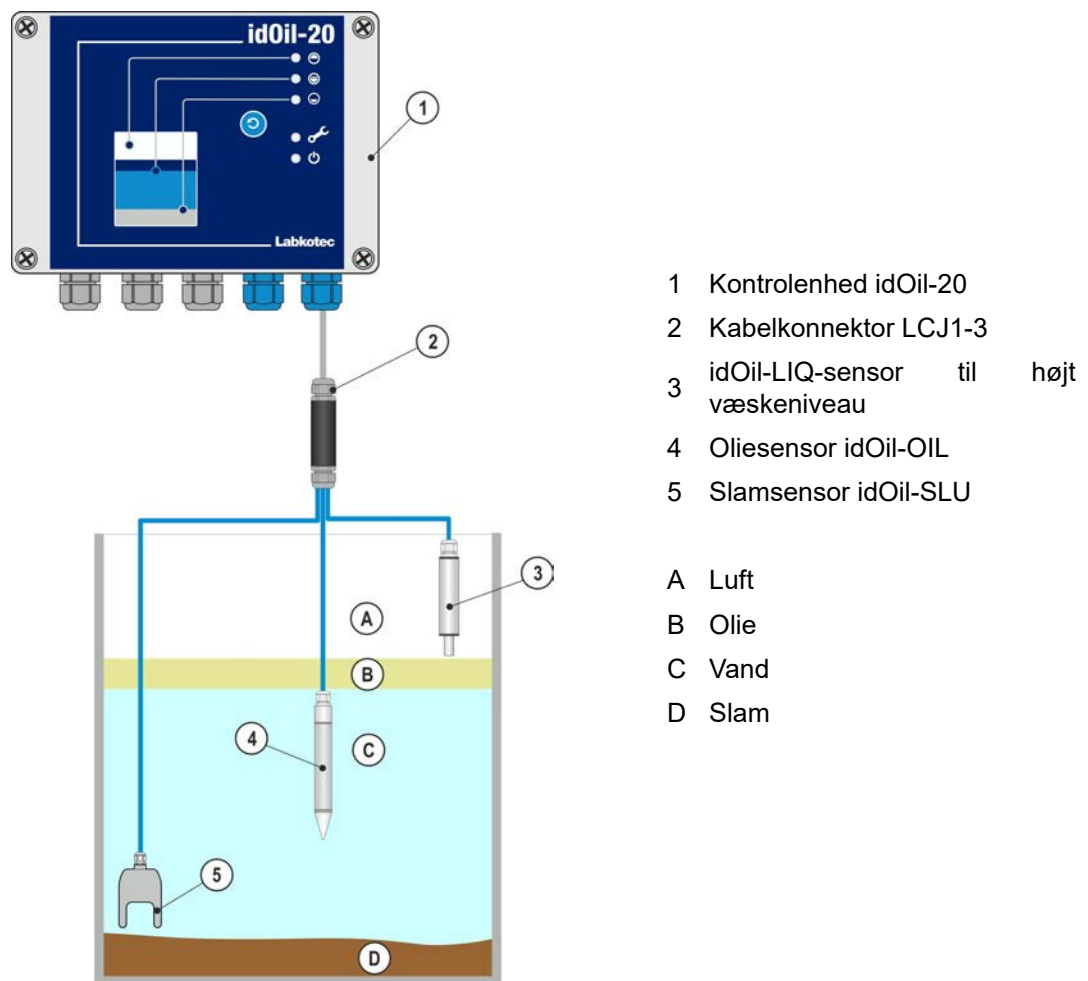 idOil-20
Labkotec
1
2
3
A
B
4
C
5
D
1 Kontrolenhed idOil-20
2 Kabelkonnektor LCJ1-3
3 idOil-LIQ-sensor til højt
væskeniveau
4 Oliesensor idOil-OIL
5 Slamsensor idOil-SLU
A Luft
B Olie
C Vand
D Slam